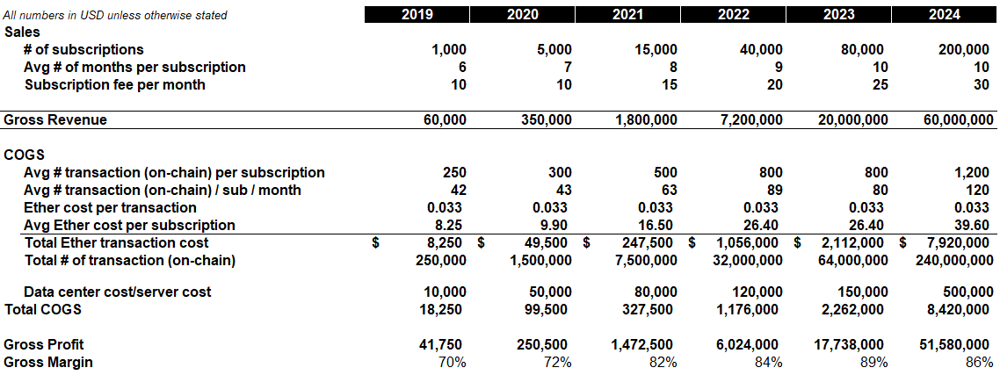 All numbers in USD unless otherwise stated 2019 2020 2021 2022 2023 2024
Sales
# of subscriptions 1,000 5,000 15,000 40,000 80,000 200,000
Avg # of months per subscription 6 7 8 9 10 10
Subscription fee per month 10 10 15 20 25 30
Gross Revenue 60,000 350,000 1,800,000 7,200,000 20,000,000 60,000,000
COGS
Avg # transaction (on-chain) per subscription 250 300 500 800 800 1,200
Avg # transaction (on-chain) / sub / month 42 43 63 89 80 120
Ether cost per transaction 0.033 0.033 0.033 0.033 0.033 0.033
Avg Ether cost per subscription 8.25 9.90 16.50 26.40 26.40 39.60
Total Ether transaction cost $ 8,250 $ 49,500 $ 247,500 $ 1,056,000 $ 2,112,000 $ 7,920,000
Total # of transaction (on-chain) 250,000 1,500,000 7,500,000 32,000,000 64,000,000 240,000,000
Data center cost/server cost 10,000 50,000 80,000 120,000 150,000 500,000
Total COGS 18,250 99,500 327,500 1,176,000 2,262,000 8,420,000
Gross Profit 41,750 250,500 1,472,500 6,024,000 17,738,000 51,580,000
Gross Margin 70% 72% 82% 84% 89% 86%